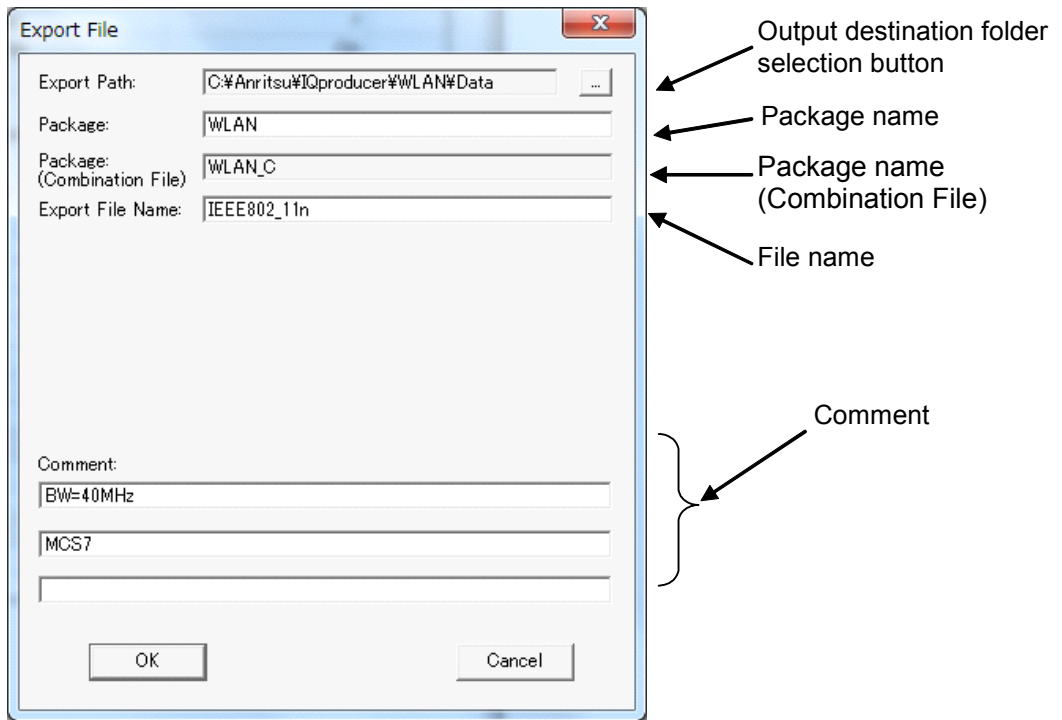 Export File
Export Path: C:¥Anritsu¥IQproducer¥WLAN¥Data ...
Package: WLAN
Package:
(Combination File) WLAN_C
Export File Name: IEEE802_11n
Comment:
BW=40MHz
MCS7
OK Cancel
Output destination folder
selection button
Package name
Package name
(Combination File)
File name
Comment